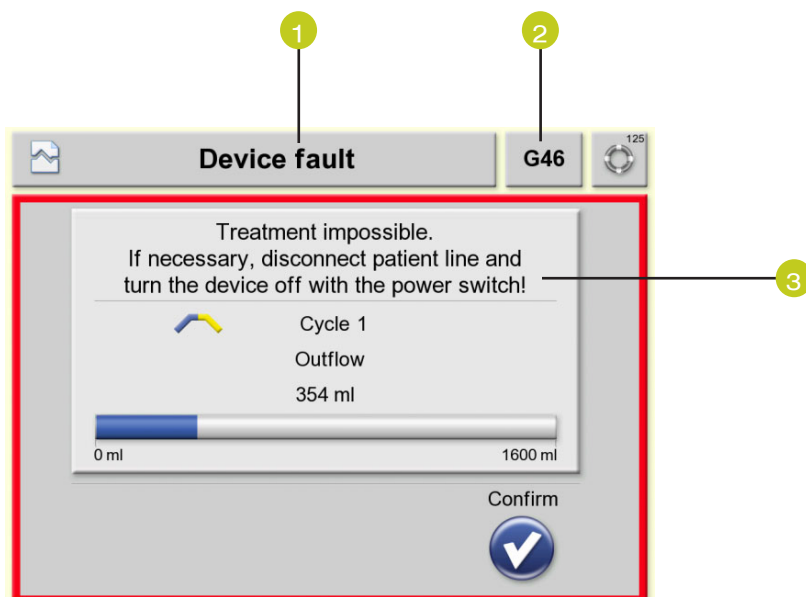 1
2
Device fault
G46
125
Treatment impossible.
If necessary, disconnect patient line and
turn the device off with the power switch!
3
Cycle 1
Outflow
354 ml
0 ml
1600 ml
Confirm